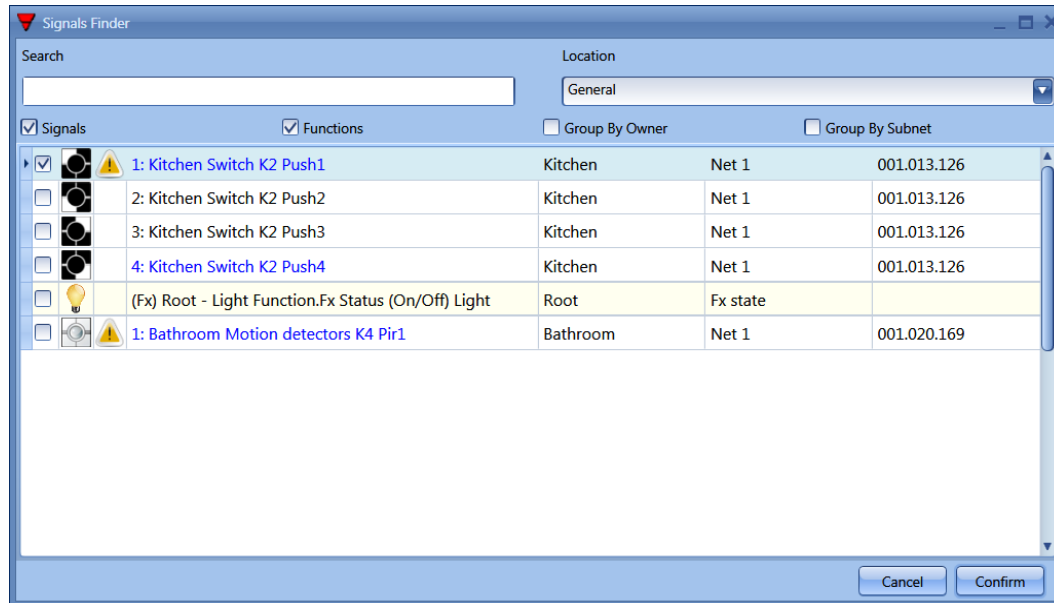 Signals Finder
Search Location
General
Signals Functions Group By Owner Group By Subnet
1: Kitchen Switch K2 Push1 Kitchen Net 1 001.013.126
2: Kitchen Switch K2 Push2 Kitchen Net 1 001.013.126
3: Kitchen Switch K2 Push3 Kitchen Net 1 001.013.126
4: Kitchen Switch K2 Push4 Kitchen Net 1 001.013.126
(Fx) Root - Light Function.Fx Status (On/Off) Light Root Fx state
1: Bathroom Motion detectors K4 Pir1 Bathroom Net 1 001.020.169
Cancel Confirm